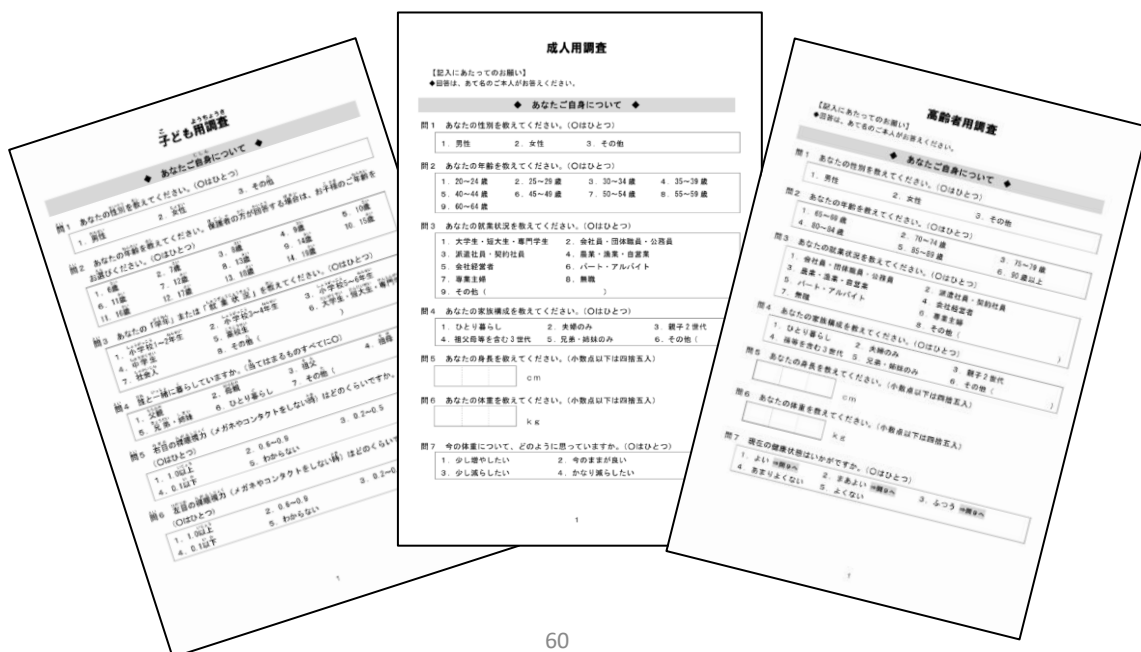 子ども用調査
◆ あなたご自身について ◆
問1 あなたの性別を教えてください。(○はひとつ)
1. 男性 2. 女性 3. その他
問2 あなたの年齢を教えてください。保護者の方が回答する場合は、お子様のご年齢を
お選びください。(○はひとつ)
1. 6歳 2. 7歳 3. 8歳 4. 9歳 5. 10歳
6. 11歳 7. 12歳 8. 13歳 9. 14歳 10. 15歳
11. 16歳 12. 17歳 13. 18歳 14. 19歳
問3 あなたの「学年」または「就業状況」を教えてください。(○はひとつ)
1. 小学校1~2年生 2. 小学校3~4年生 3. 小学校5~6年生
4. 中学生 5. 高校生 6. 大学生・短大生・専門
7. 社会人 8. その他( )
問4 誰と一緒に暮らしていますか。(当てはまるものすべてに○)
1. 父親 2. 母親 3. 祖父 4. 祖母
5. 兄弟・姉妹 6. ひとり暮らし 7. その他(
問5 右目の裸眼視力(メガネやコンタクトをしない時)はどのくらいですか。
(○はひとつ)
1. 1.0以上 2. 0.6~0.9 3. 0.2~0.5
4. 0.1以下 5. わからない
問6 左目の裸眼視力(メガネやコンタクトをしない時)はどのくらいで
(○はひとつ)
1. 1.0以上 2. 0.6~0.9 3. 0.2~0
4. 0.1以下 5. わからない
1
成人用調査
【記入にあたってのお願い】
◆回答は、あて名のご本人がお答えください。
◆ あなたご自身について ◆
問1 あなたの性別を教えてください。(○はひとつ)
1. 男性 2. 女性 3. その他
問2 あなたの年齢を教えてください。(○はひとつ)
1. 20~24歳 2. 25~29歳 3. 30~34歳 4. 35~39歳
5. 40~44歳 6. 45~49歳 7. 50~54歳 8. 55~59歳
9. 60~64歳
問3 あなたの就業状況を教えてください。(○はひとつ)
1. 大学生・短大生・専門学生 2. 会社員・団体職員・公務員
3. 派遣社員・契約社員 4. 農業・漁業・自営業
5. 会社経営者 6. パート・アルバイト
7. 専業主婦 8. 無職
9. その他( )
問4 あなたの家族構成を教えてください。(○はひとつ)
1. ひとり暮らし 2. 夫婦のみ 3. 親子2世代
4. 祖父母等を含む3世代 5. 兄弟・姉妹のみ 6. その他( )
問5 あなたの身長を教えてください。(小数点以下は四捨五入)
cm
問6 あなたの体重を教えてください。(小数点以下は四捨五入)
kg
問7 今の体重について、どのように思っていますか。(○はひとつ)
1. 少し増やしたい 2. 今のままが良い
3. 少し減らしたい 4. かなり減らしたい
1
高齢者用調査
【記入にあたってのお願い】
◆回答は、あて名のご本人がお答えください。
◆ あなたご自身について ◆
問1 あなたの性別を教えてください。(○はひとつ)
1. 男性 2. 女性 3. その他
問2 あなたの年齢を教えてください。(○はひとつ)
1. 65~69歳 2. 70~74歳 3. 75~79歳
4. 80~84歳 5. 85~89歳 6. 90歳以上
問3 あなたの就業状況を教えてください。(○はひとつ)
1. 会社員・団体職員・公務員 2. 派遣社員・契約社員
3. 農業・漁業・自営業 4. 会社経営者
5. パート・アルバイト 6. 専業主婦
7. 無職 8. その他( )
問4 あなたの家族構成を教えてください。(○はひとつ)
1. ひとり暮らし 2. 夫婦のみ 3. 親子2世代
4. 孫等を含む3世代 5. 兄弟・姉妹のみ 6. その他( )
問5 あなたの身長を教えてください。(小数点以下は四捨五入)
cm
問6 あなたの体重を教えてください。(小数点以下は四捨五入)
kg
問7 現在の健康状態はいかがですか。(○はひとつ)
1. よい ⇒問9へ 2. まあよい ⇒問9へ 3. ふつう ⇒問9へ
4. あまりよくない 5. よくない
1
60